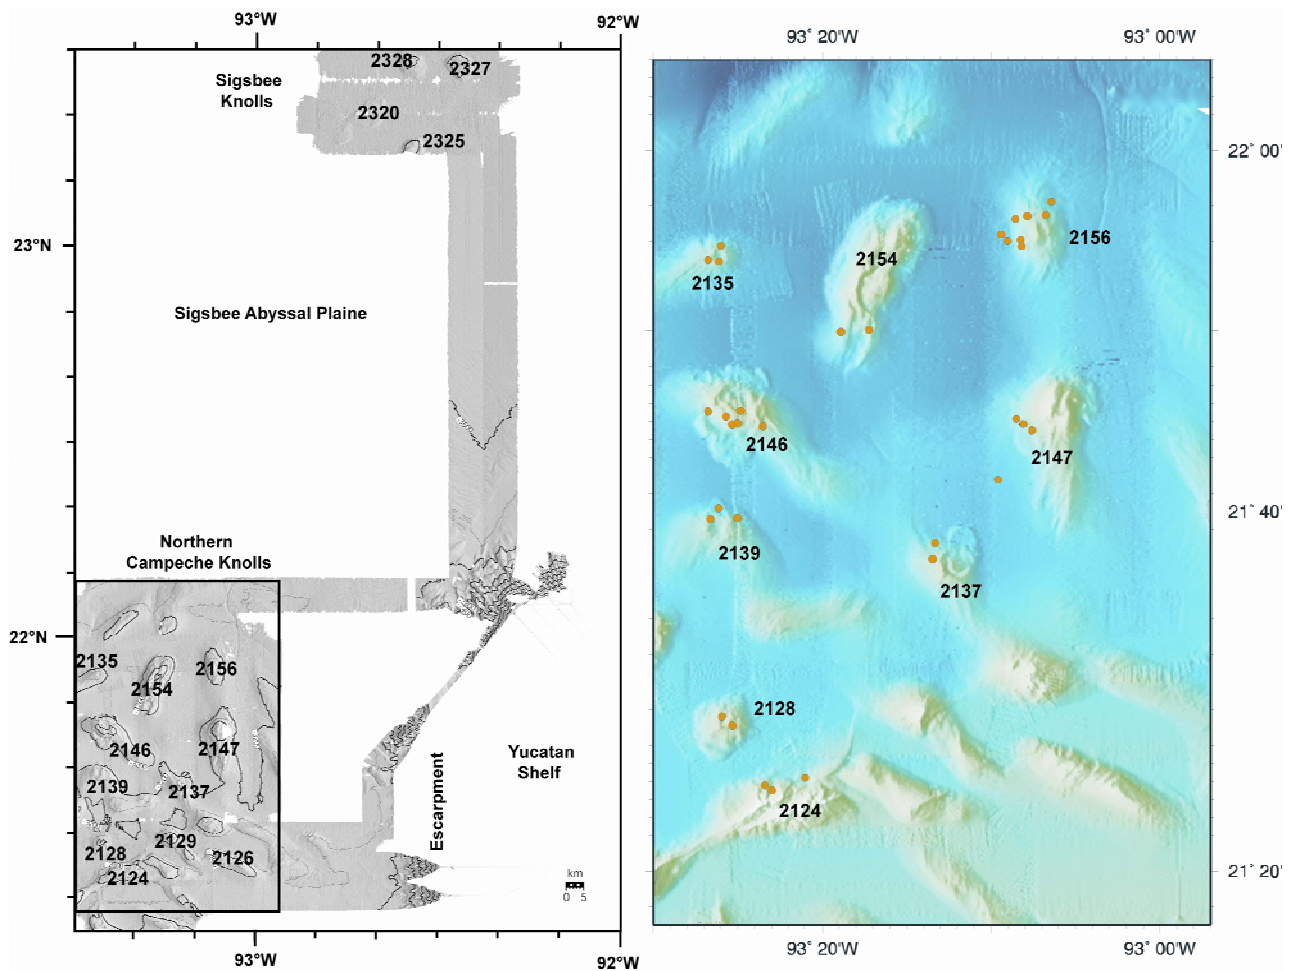 93°W
92°W
2328
2327
Sigsbee
Knolls
2320
2325
23°N
Sigsbee Abyssal Plaine
Northern
Campeche Knolls
22°N
2135
2156
2154
2146
2147
2139
2137
2129
2128
2126
2124
Escarpment
Yucatan
Shelf
km
0 5
93°W
92°W
93° 20'W
93° 00'W
22° 00'
2156
2154
2135
2146
2147
21° 40'
2139
2137
2128
2124
21° 20'
93° 20'W
93° 00'W